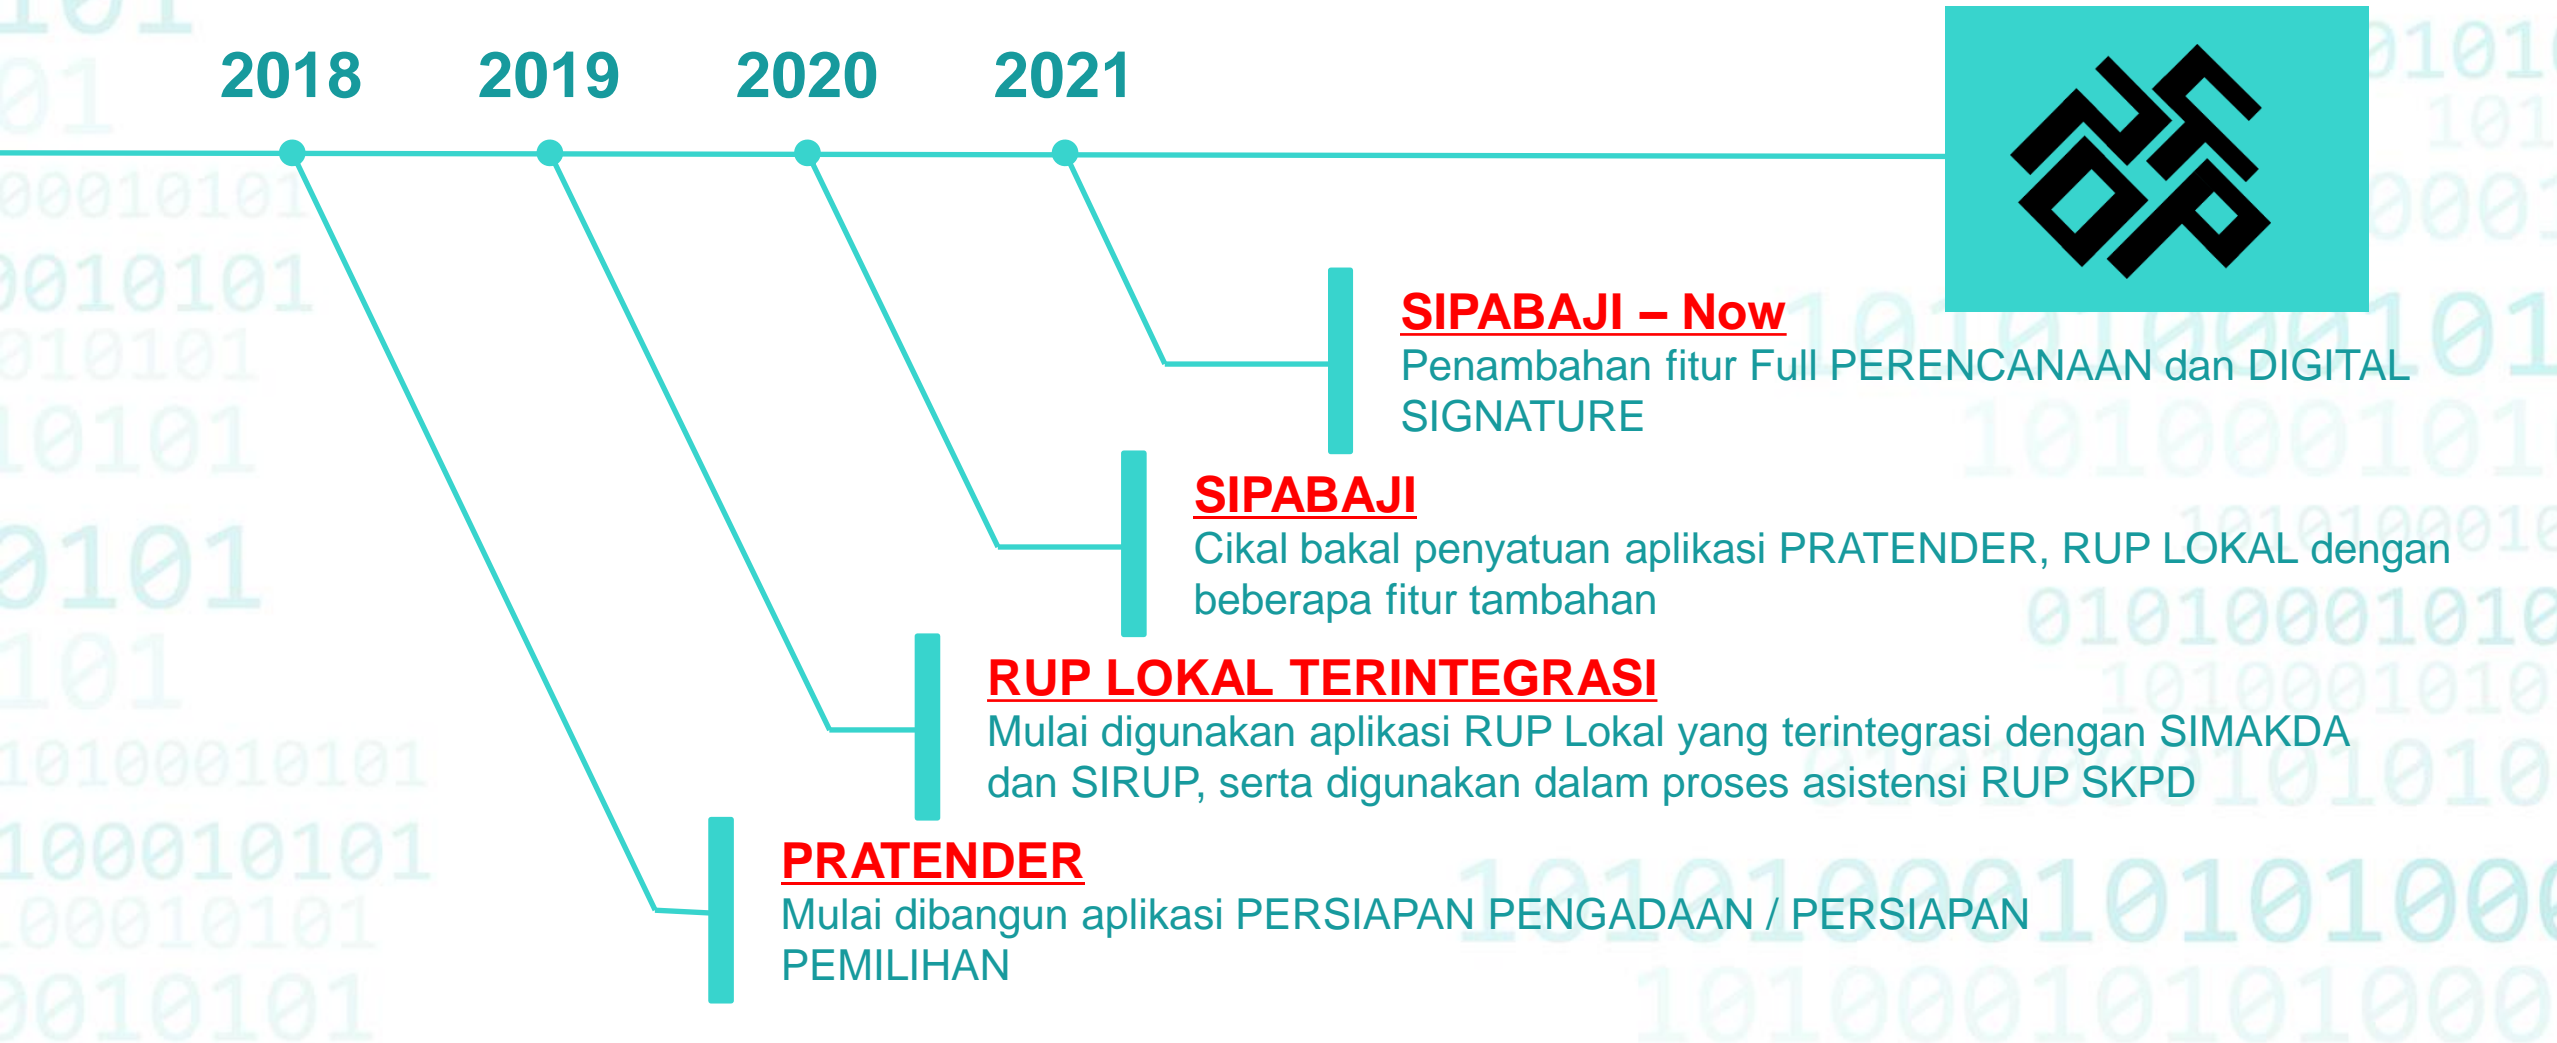 2018 2019 2020 2021
SIPABAJI – Now
Penambahan fitur Full PERENCANAAN dan DIGITAL
SIGNATURE
SIPABAJI
Cikal bakal penyatuan aplikasi PRATENDER, RUP LOKAL dengan
beberapa fitur tambahan
RUP LOKAL TERINTEGRASI
Mulai digunakan aplikasi RUP Lokal yang terintegrasi dengan SIMAKDA
dan SIRUP, serta digunakan dalam proses asistensi RUP SKPD
PRATENDER
Mulai dibangun aplikasi PERSIAPAN PENGADAAN / PERSIAPAN
PEMILIHAN